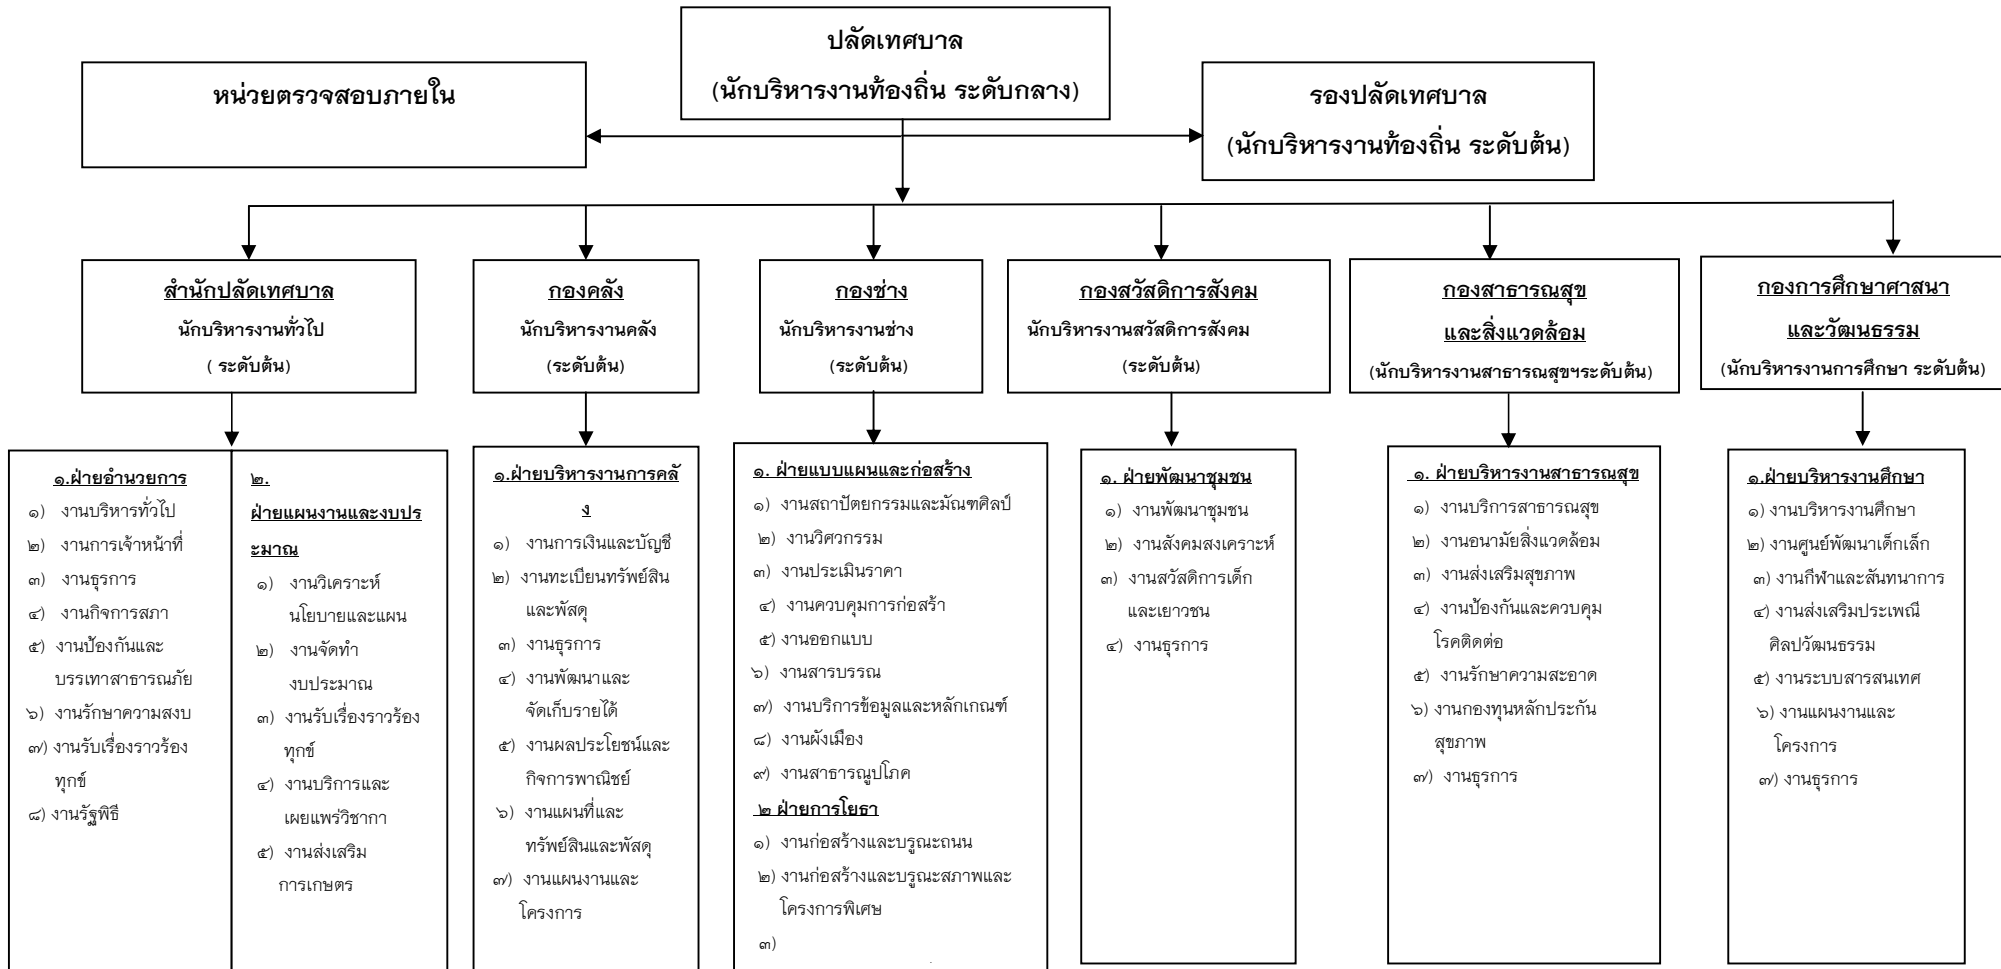 ปลัดเทศบาล
(นักบริหารงานท้องถิ่น ระดับกลาง)
หน่วยตรวจสอบภายใน
รองปลัดเทศบาล
(นักบริหารงานท้องถิ่น ระดับต้น)
สำนักปลัดเทศบาล
นักบริหารงานทั่วไป
( ระดับต้น)
กองคลัง
นักบริหารงานคลัง
(ระดับต้น)
กองช่าง
นักบริหารงานช่าง
(ระดับต้น)
กองสวัสดิการสังคม
นักบริหารงานสวัสดิการสังคม
(ระดับต้น)
กองสาธารณสุข
และสิ่งแวดล้อม
(นักบริหารงานสาธารณสุขฯระดับต้น)
กองการศึกษาศาสนา
และวัฒนธรรม
(นักบริหารงานการศึกษา ระดับต้น)
๑.ฝ่ายอำนวยการ
๑) งานบริหารทั่วไป
๒) งานการเจ้าหน้าที่
๓) งานธุรการ
๔) งานกิจการสภา
๕) งานป้องกันและ
บรรเทาสาธารณภัย
๖) งานรักษาความสงบ
๗) งานรับเรื่องราวร้อง
ทุกข์
๘) งานรัฐพิธี
๒.
ฝ่ายแผนงานและงบปร
ะมาณ
๑) งานวิเคราะห์
นโยบายและแผน
๒) งานจัดทำ
งบประมาณ
๓) งานรับเรื่องราวร้อง
ทุกข์
๔) งานบริการและ
เผยแพร่วิชากา
๕) งานส่งเสริม
การเกษตร
๑.ฝ่ายบริหารงานการคลั
ง
๑) งานการเงินและบัญชี
๒) งานทะเบียนทรัพย์สิน
และพัสดุ
๓) งานธุรการ
๔) งานพัฒนาและ
จัดเก็บรายได้
๕) งานผลประโยชน์และ
กิจการพาณิชย์
๖) งานแผนที่และ
ทรัพย์สินและพัสดุ
๗) งานแผนงานและ
โครงการ
๑. ฝ่ายแบบแผนและก่อสร้าง
๑) งานสถาปัตยกรรมและมัณฑศิลป์
๒) งานวิศวกรรม
๓) งานประเมินราคา
๔) งานควบคุมการก่อสร้า
๕) งานออกแบบ
๖) งานสารบรรณ
๗) งานบริการข้อมูลและหลักเกณฑ์
๘) งานผังเมือง
๙) งานสาธารณูปโภค
๒ ฝ่ายการโยธา
๑) งานก่อสร้างและบรูณะถนน
๒) งานก่อสร้างและบรูณะสภาพและ
โครงการพิเศษ
๓)
๑. ฝ่ายพัฒนาชุมชน
๑) งานพัฒนาชุมชน
๒) งานสังคมสงเคราะห์
๓) งานสวัสดิการเด็ก
และเยาวชน
๔) งานธุรการ
๑. ฝ่ายบริหารงานสาธารณสุข
๑) งานบริการสาธารณสุข
๒) งานอนามัยสิ่งแวดล้อม
๓) งานส่งเสริมสุขภาพ
๔) งานป้องกันและควบคุม
โรคติดต่อ
๕) งานรักษาความสะอาด
๖) งานกองทุนหลักประกัน
สุขภาพ
๗) งานธุรการ
๑.ฝ่ายบริหารงานศึกษา
๑) งานบริหารงานศึกษา
๒) งานศูนย์พัฒนาเด็กเล็ก
๓) งานกีฬาและสันทนาการ
๔) งานส่งเสริมประเพณี
ศิลปวัฒนธรรม
๕) งานระบบสารสนเทศ
๖) งานแผนงานและ
โครงการ
๗) งานธุรการ